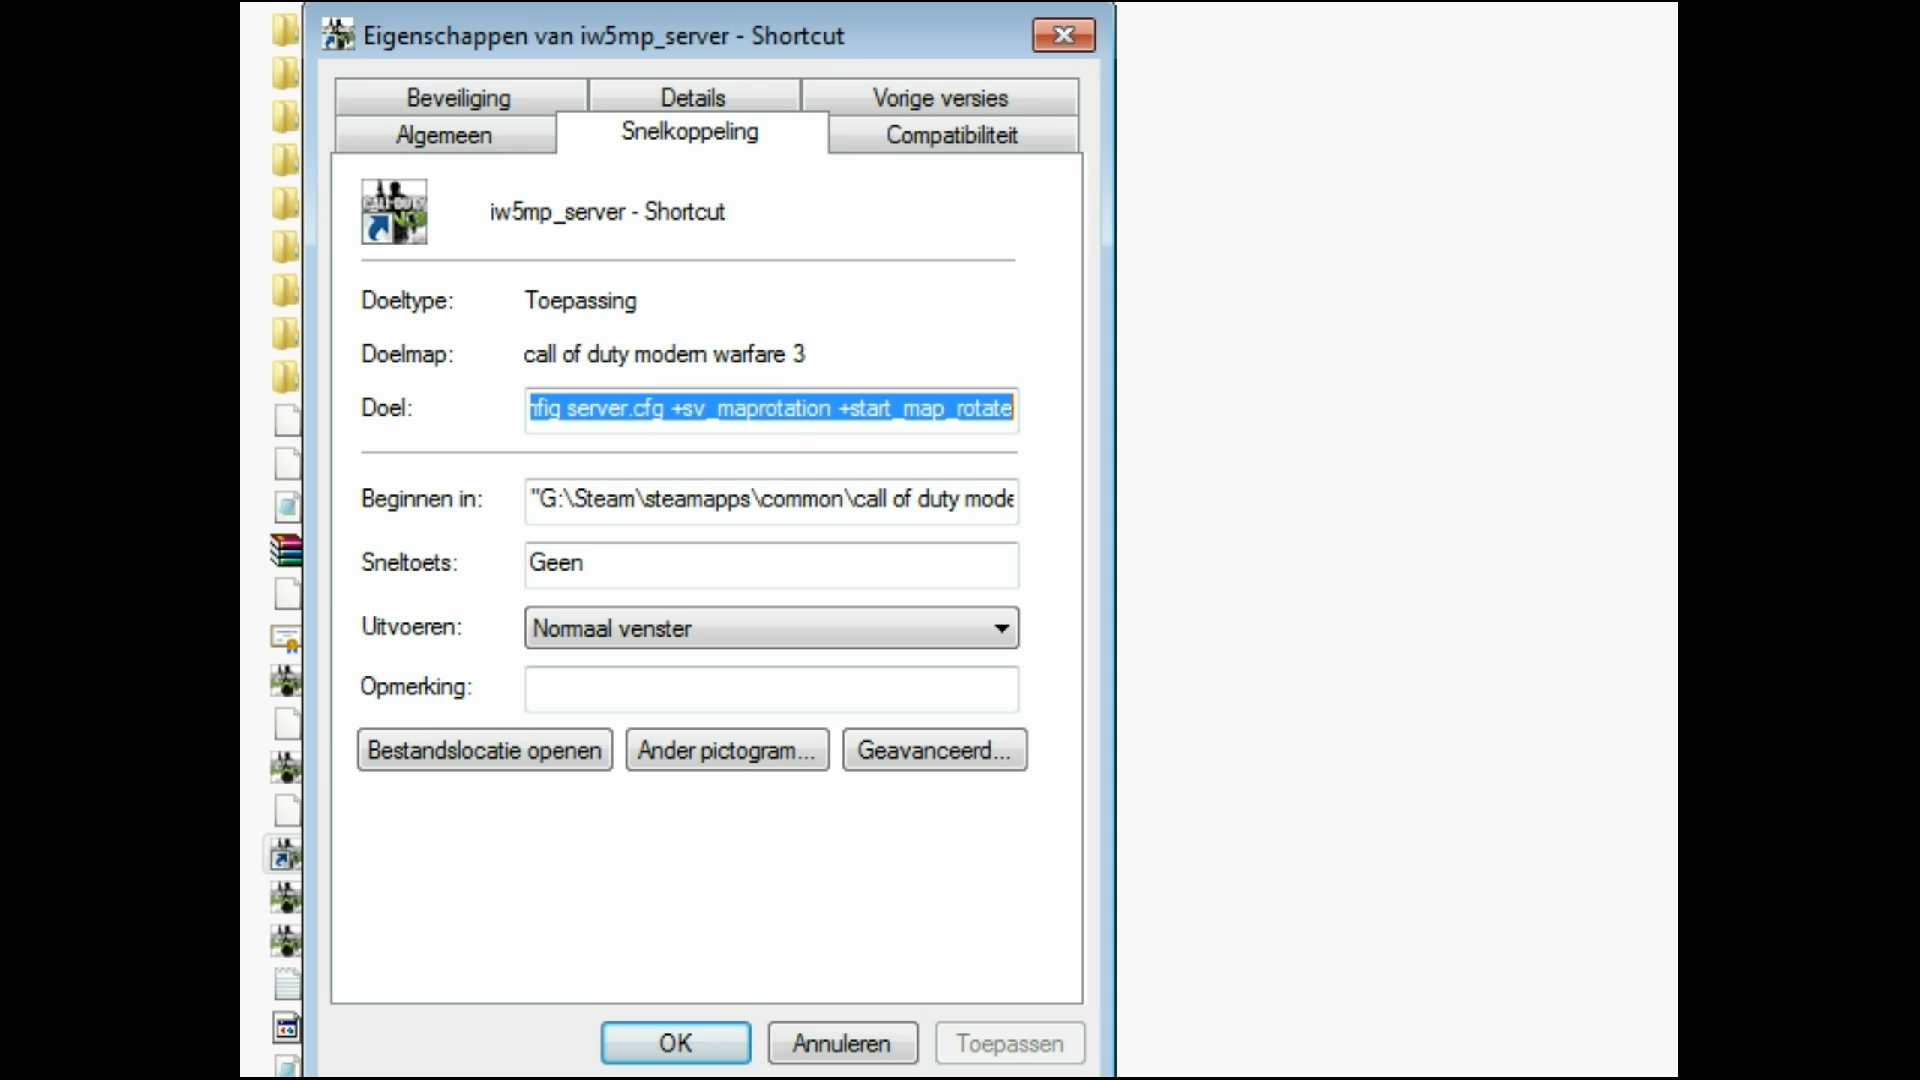 Eigenschappen van iw5mp_server - Shortcut
Beveiliging
Details
Vorige versies
Algemeen
Snelkoppeling
Compatibiliteit
iw5mp_server - Shortcut
Doeltype: Toepassing
Doelmap: call of duty modern warfare 3
Doel: nfig server.cfg +sv_maprotation +start_map_rotate
Beginnen in: "G:\Steam\steamapps\common\call of duty mode
Sneltoets: Geen
Uitvoeren: Normaal venster
Opmerking:
Bestandslocatie openen
Ander pictogram...
Geavanceerd...
OK
Annuleren
Toepassen